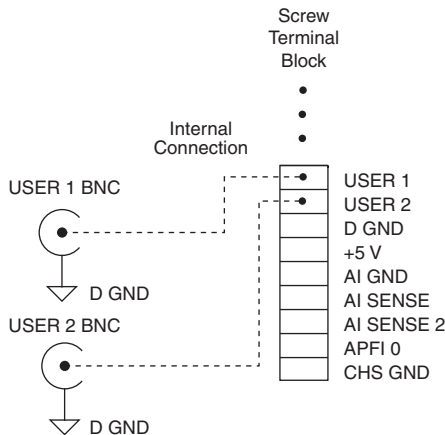 Screw
Terminal
Block
Internal
Connection
USER 1 BNC
D GND
USER 2 BNC
D GND
USER 1
USER 2
D GND
+5 V
AI GND
AI SENSE
AI SENSE 2
APFI 0
CHS GND